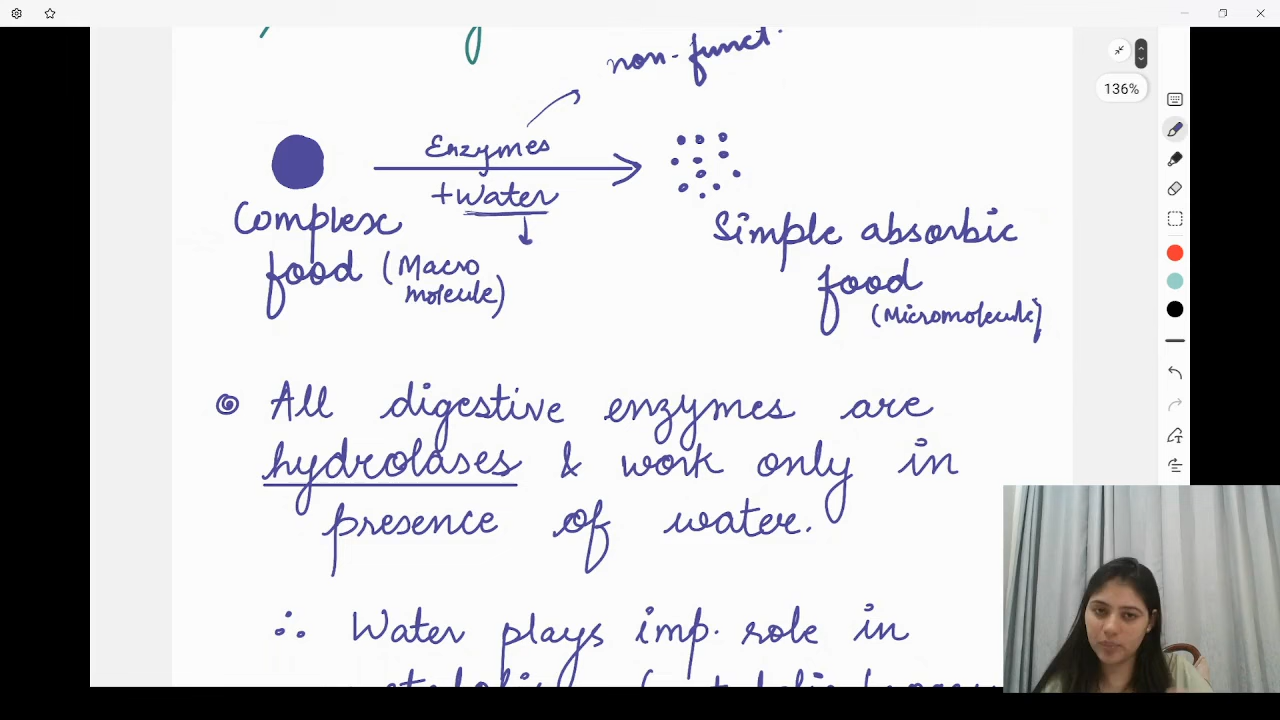 non-funct.
136%
Enzymes
+Water
Complex
food (Macro
molecule)
Simple absorbic
food
(Micromolecule)
All digestive enzymes are
hydrolases & work only in
presence of water.
∴ Water plays imp. role in